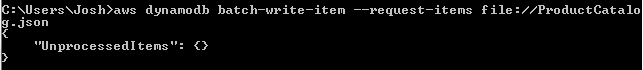 C:\Users\Josh>aws dynamodb batch-write-item --request-items file://ProductCatalo
g.json
{
    "UnprocessedItems": {}
}